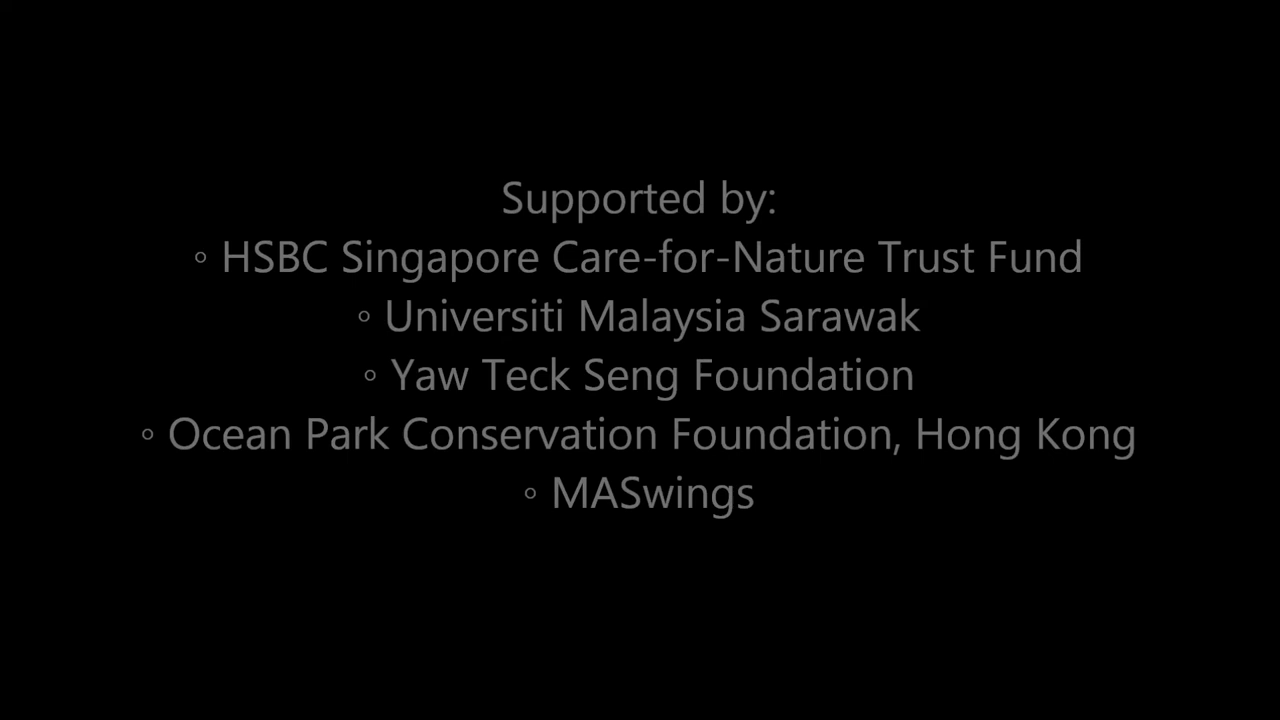 Supported by:
◦ HSBC Singapore Care-for-Nature Trust Fund
◦ Universiti Malaysia Sarawak
◦ Yaw Teck Seng Foundation
◦ Ocean Park Conservation Foundation, Hong Kong
◦ MASwings